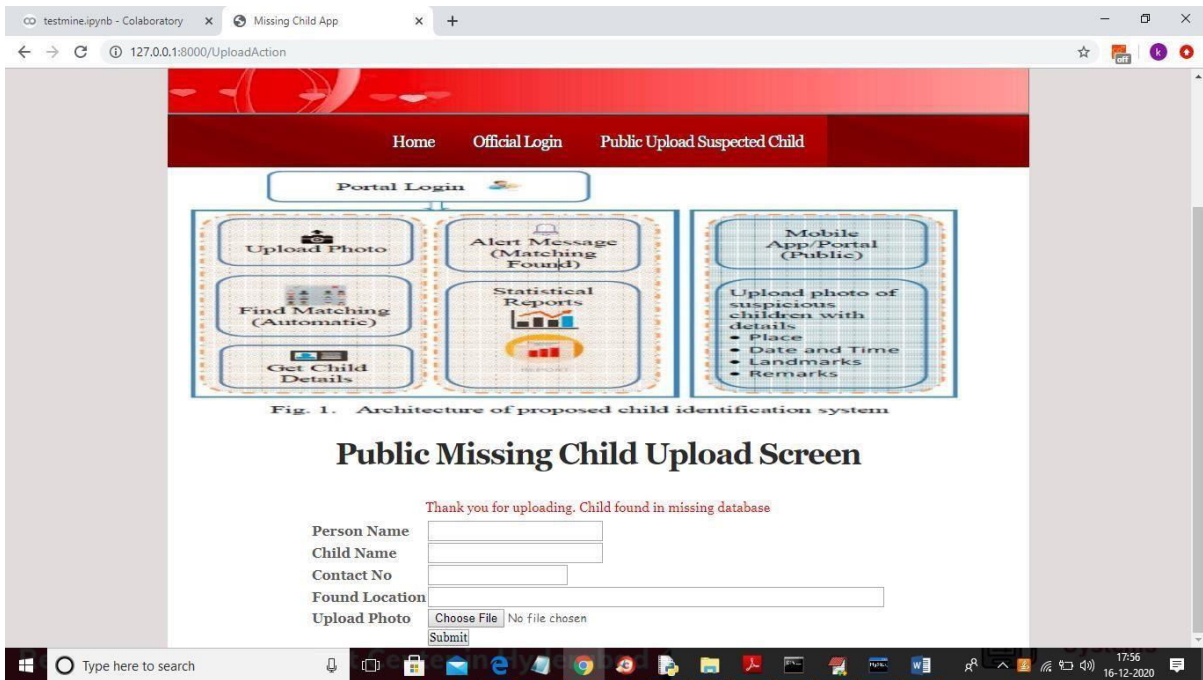 testmine.ipynb - Colaboratory
Missing Child App
127.0.0.1:8000/UploadAction
off
k
Home Official Login Public Upload Suspected Child
Portal Login
Upload Photo
Find Matching
(Automatic)
Get Child
Details
Alert Message
(Matching
Found)
Statistical
Reports
Mobile
App/Portal
(Public)
Upload photo of
suspicious
children with
details
• Place
• Date and Time
• Landmarks
• Remarks
Fig. 1. Architecture of proposed child identification system
Public Missing Child Upload Screen
Thank you for uploading. Child found in missing database
Person Name
Child Name
Contact No
Found Location
Upload Photo Choose File No file chosen
Submit
Type here to search
17:56
16-12-2020